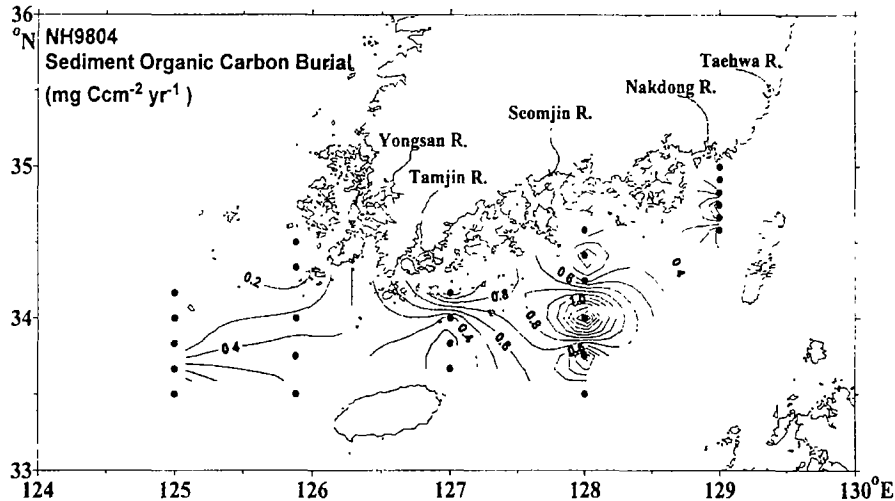 36
°N
NH9804
Sediment Organic Carbon Burial
(mg Ccm-2 yr-1 )
Taehwa R.
Nakdong R.
Seomjin R.
Yongsan R.
Tamjin R.
35
34
33
0.2
0.4
0.8
0.4
0.6
0.8
0.6
1.0
0.4
124
125
126
127
128
129
130°E